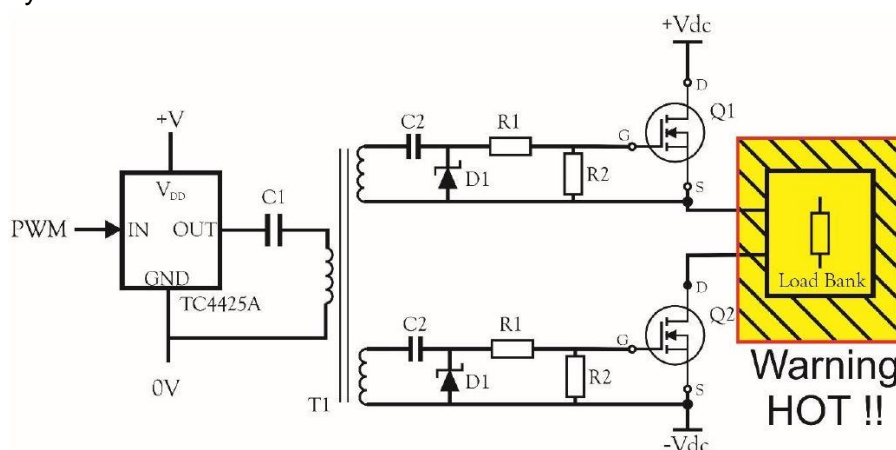 +Vdc
D
Q1
+V
C2
R1
G
V_DD
C1
D1
R2
S
PWM
IN
OUT
GND
TC4425A
Load Bank
D
Q2
C2
R1
G
0V
D1
R2
T1
S
-Vdc
Warning
HOT !!